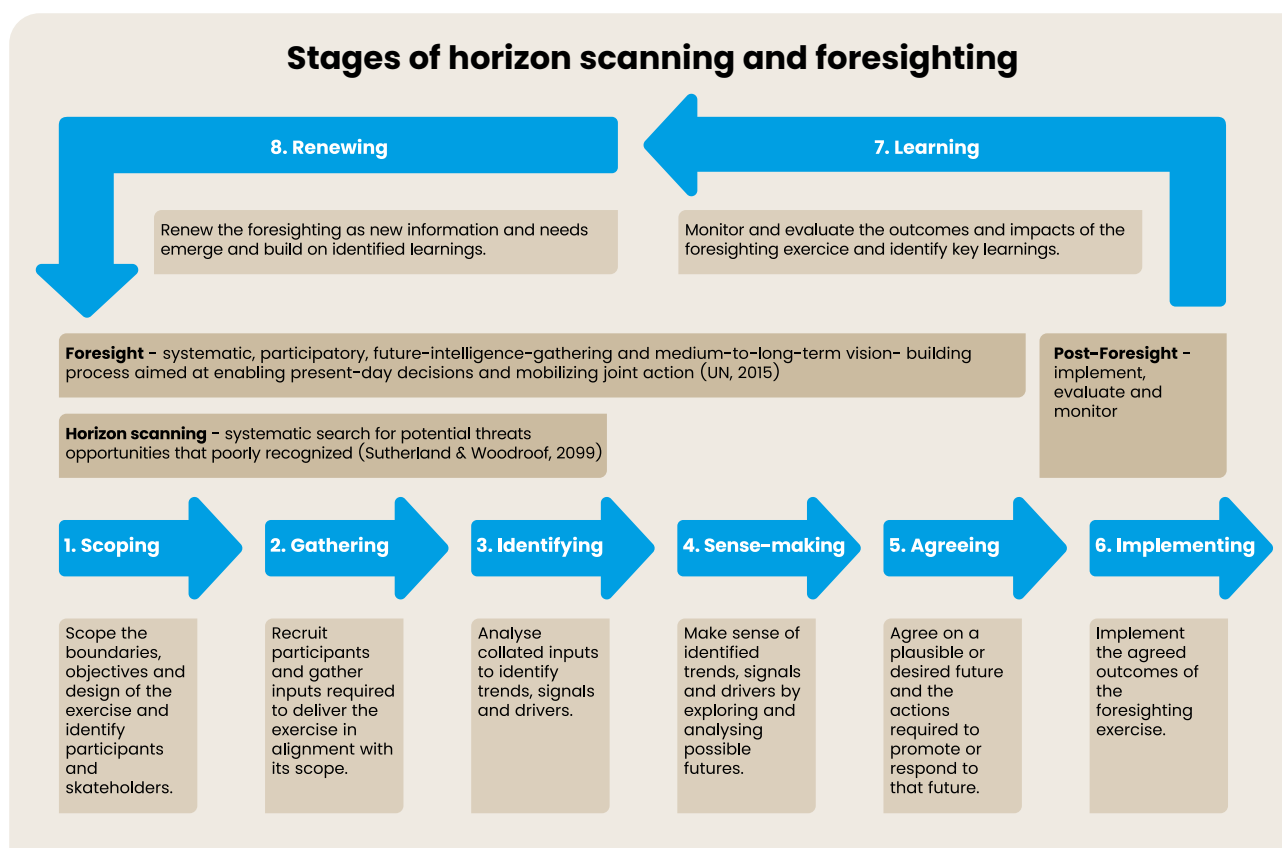 Stages of horizon scanning and foresighting
8. Renewing
7. Learning
Renew the foresighting as new information and needs
emerge and build on identified learnings.
Monitor and evaluate the outcomes and impacts of the
foresighting exercice and identify key learnings.
Foresight - systematic, participatory, future-intelligence-gathering and medium-to-long-term vision- building
process aimed at enabling present-day decisions and mobilizing joint action (UN, 2015)
Post-Foresight -
implement,
evaluate and
monitor
Horizon scanning - systematic search for potential threats
opportunities that poorly recognized (Sutherland & Woodroof, 2099)
1. Scoping
2. Gathering
3. Identifying
4. Sense-making
5. Agreeing
6. Implementing
Scope the
boundaries,
objectives and
design of the
exercise and
identify
participants
and
skateholders.
Recruit
participants
and gather
inputs required
to deliver the
exercise in
alignment with
its scope.
Analyse
collated inputs
to identify
trends, signals
and drivers.
Make sense of
identified
trends, signals
and drivers by
exploring and
analysing
possible
futures.
Agree on a
plausible or
desired future
and the
actions
required to
promote or
respond to
that future.
Implement
the agreed
outcomes of
the
foresighting
exercise.